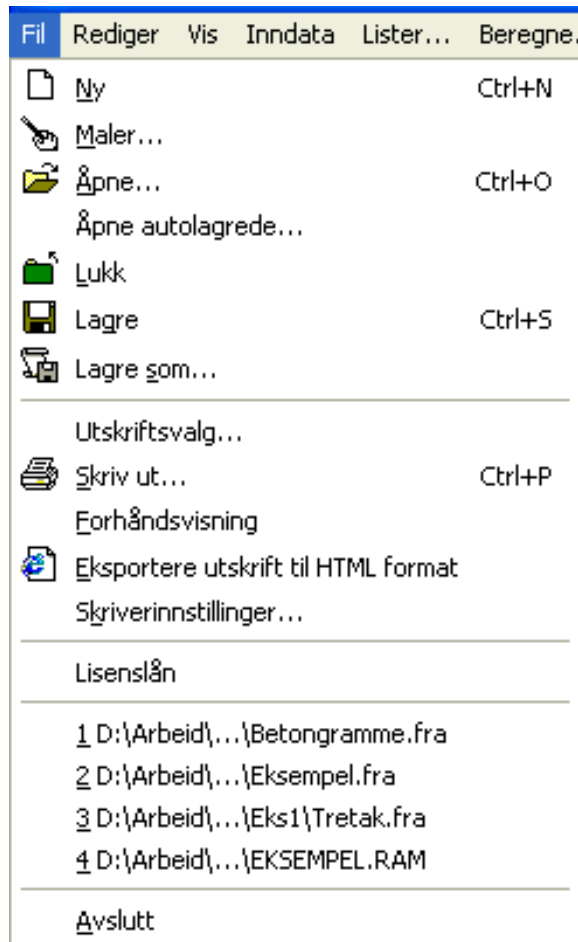 Fil Rediger Vis Inndata Lister... Beregne.
Ny Ctrl+N
Maler...
Åpne... Ctrl+O
Åpne autolagrede...
Lukk
Lagre Ctrl+S
Lagre som...
Utskriftsvalg...
Skriv ut... Ctrl+P
Forhåndsvisning
Eksportere utskrift til HTML format
Skriverinnstillinger...
Lisenslån
1 D:\Arbeid\...\Betongramme.fra
2 D:\Arbeid\...\Eksempel.fra
3 D:\Arbeid\...\Eks1\Tretak.fra
4 D:\Arbeid\...\EKSEMPEL.RAM
Avslutt